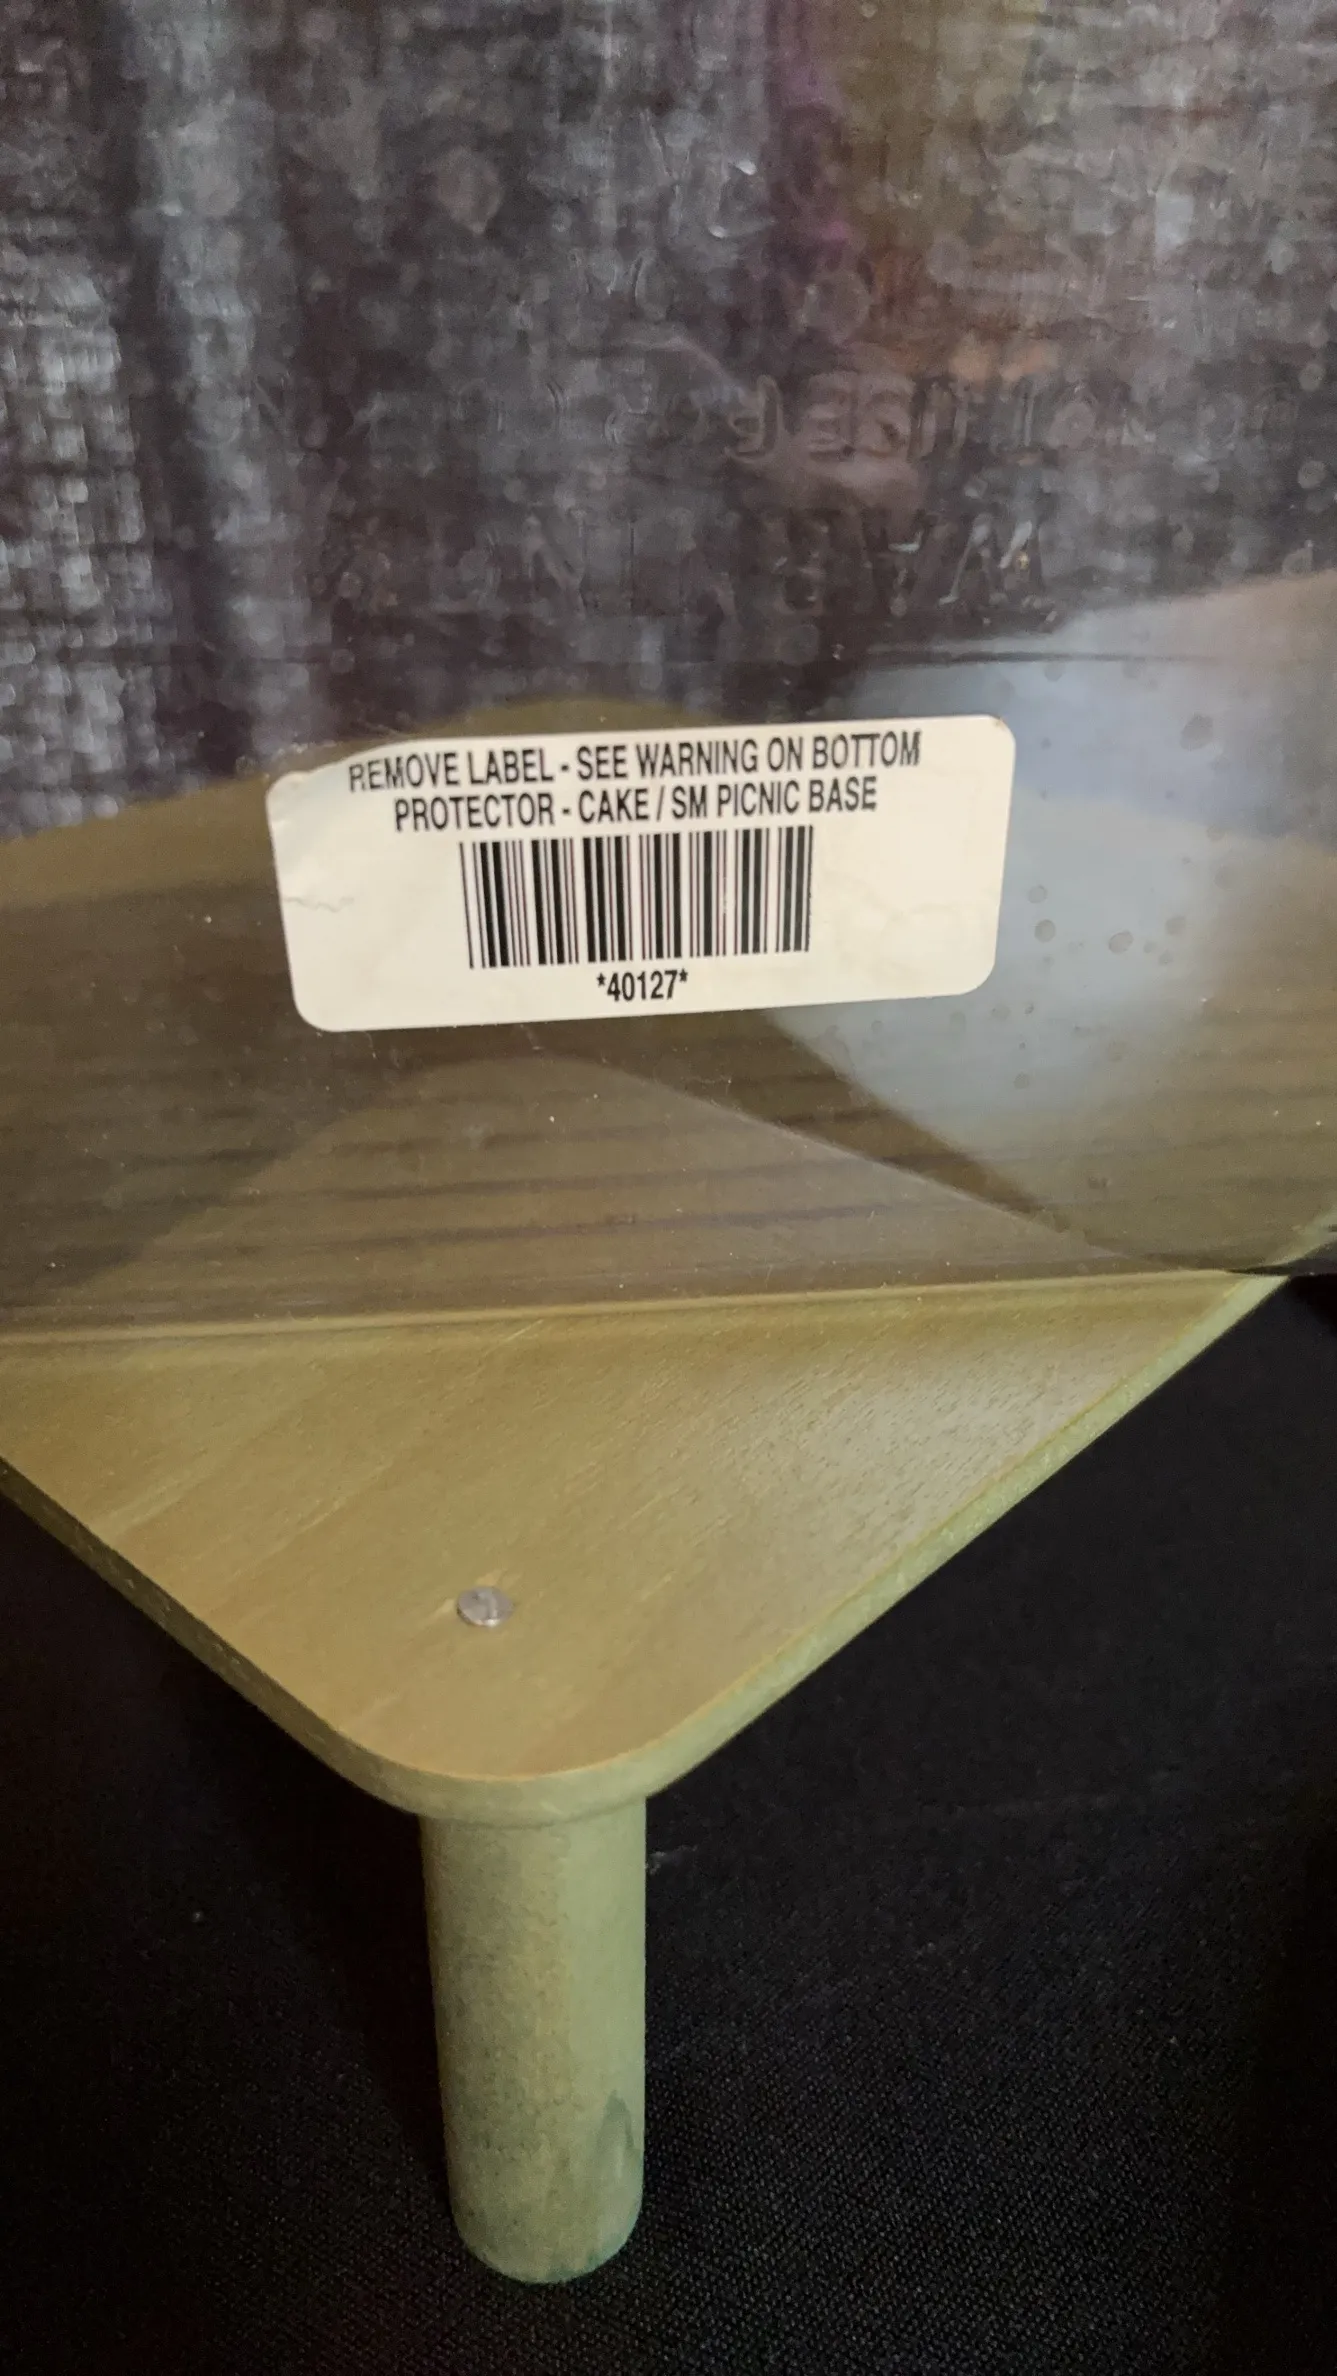 REMOVE LABEL - SEE WARNING ON BOTTOM
PROTECTOR - CAKE / SM PICNIC BASE
*40127*